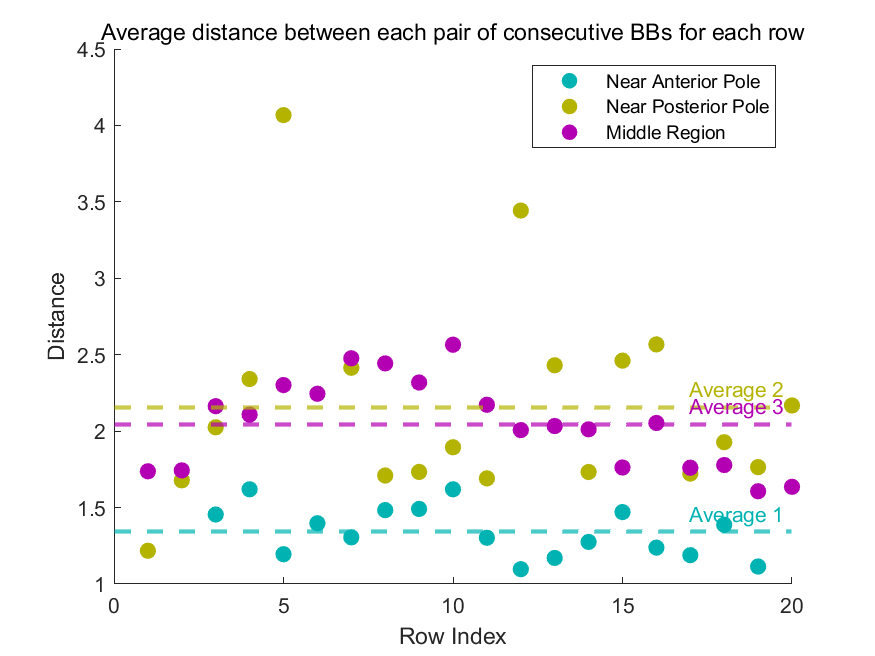 Average distance between each pair of consecutive BBs for each row
4.5
4
3.5
3
2.5
2
1.5
1
Distance
Near Anterior Pole
Near Posterior Pole
Middle Region
Average 2
Average 3
Average 1
0
5
10
15
20
Row Index